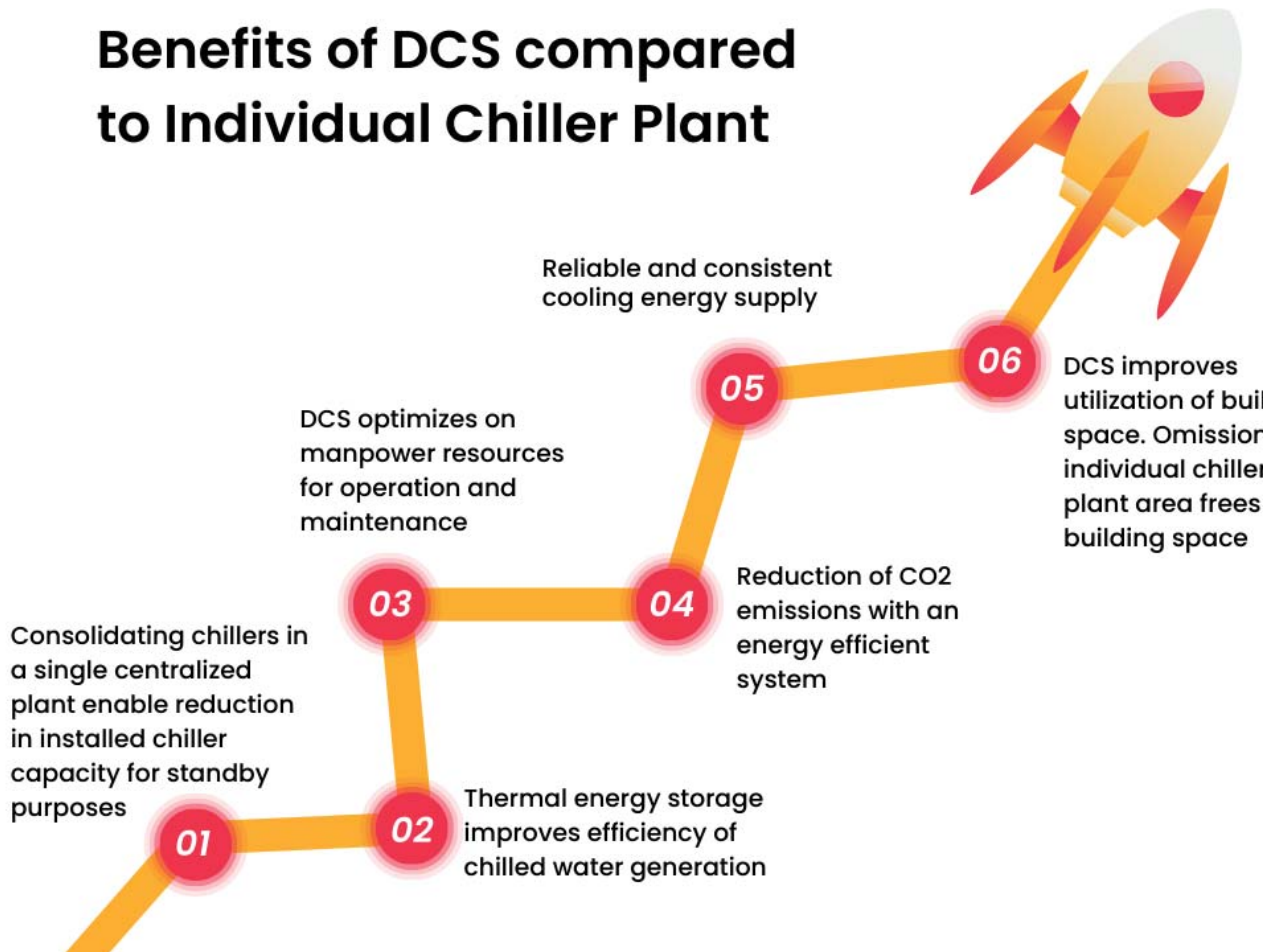 Benefits of DCS compared
to Individual Chiller Plant
Consolidating chillers in
a single centralized
plant enable reduction
in installed chiller
capacity for standby
purposes
01
02
Thermal energy storage
improves efficiency of
chilled water generation
DCS optimizes on
manpower resources
for operation and
maintenance
03
04
Reduction of CO2
emissions with an
energy efficient
system
Reliable and consistent
cooling energy supply
05
06
DCS improves
utilization of buil
space. Omission
individual chiller
plant area frees
building space